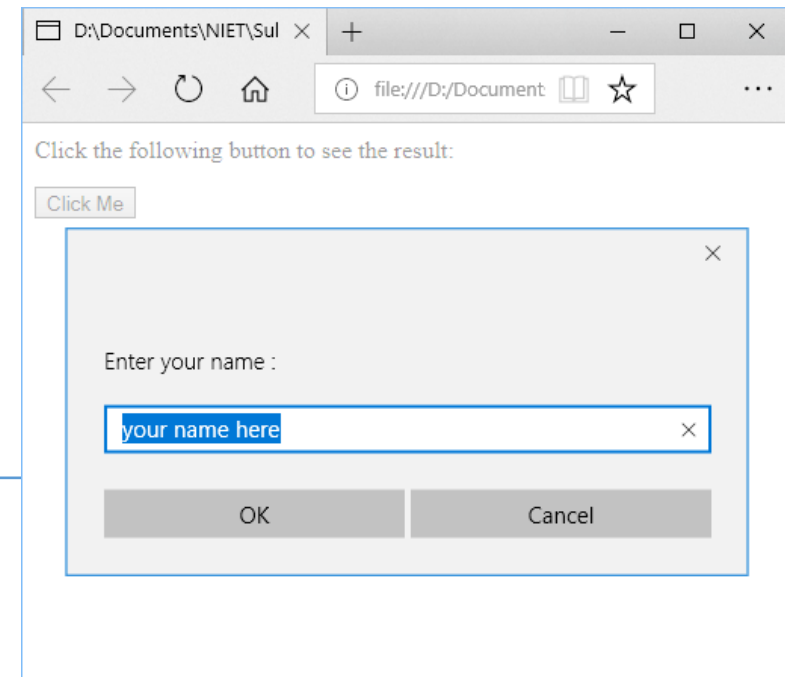 D:\Documents\NIET\Sul
file:///D:/Document:
Click the following button to see the result:
Click Me
Enter your name :
your name here
OK
Cancel